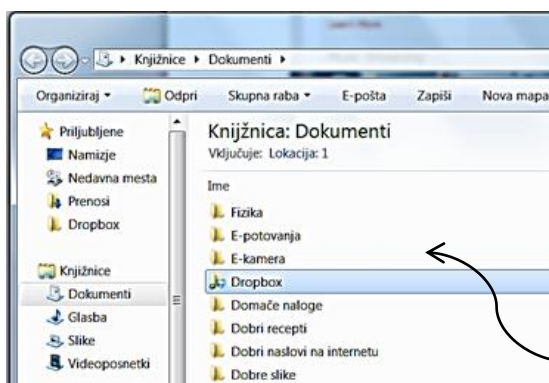 Knjižnice ▸ Dokumenti ▸
Organiziraj Odpri Skupna raba E-pošta Zapiši Nova mapa
Priljubljene
Namizje
Nedavna mesta
Prenosi
Dropbox
Knjižnice
Dokumenti
Glasba
Slike
Videoposnetki
Knjižnica: Dokumenti
Vključuje: Lokacija: 1
Ime
Fizika
E-potovanja
E-kamera
Dropbox
Domače naloge
Dobri recepti
Dobri naslovi na internetu
Dobre slike